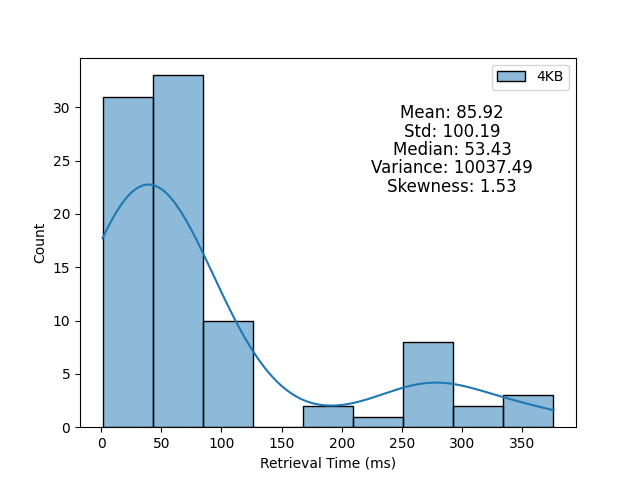 4KB
Mean: 85.92
Std: 100.19
Median: 53.43
Variance: 10037.49
Skewness: 1.53
Count
30
25
20
15
10
5
0
0 50 100 150 200 250 300 350
Retrieval Time (ms)